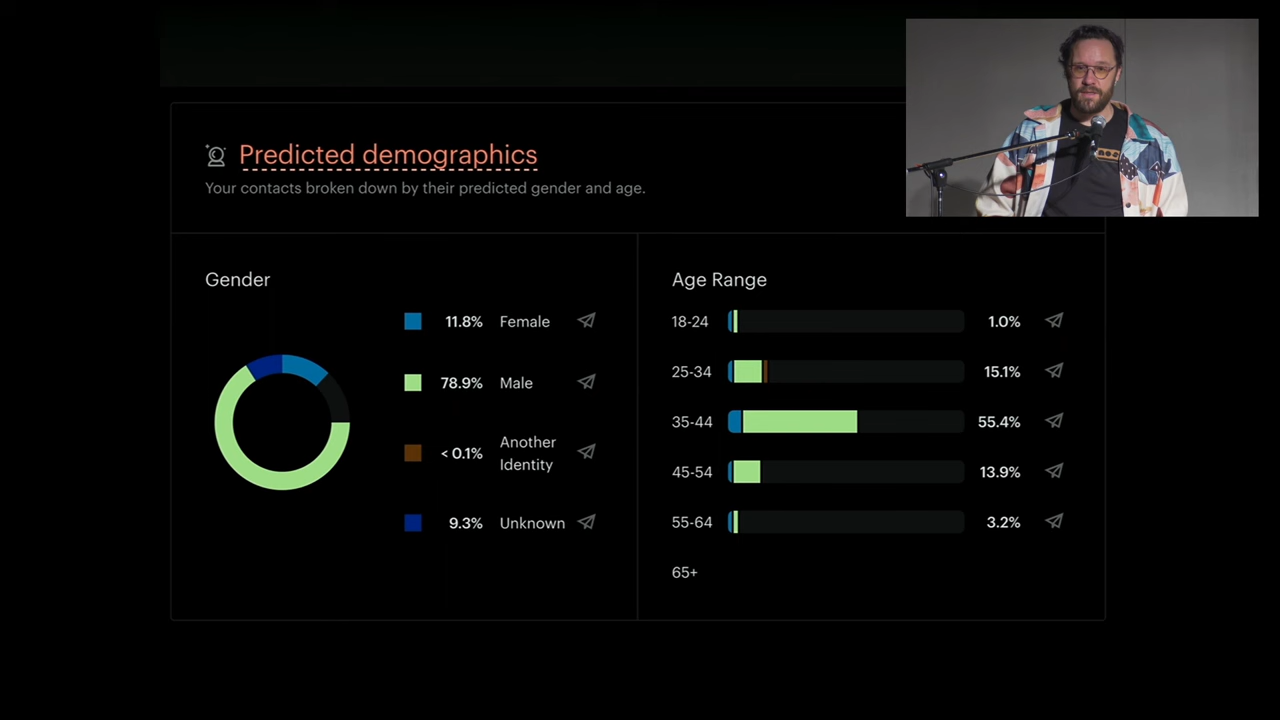 Predicted demographics
Your contacts broken down by their predicted gender and age.
Gender
11.8% Female
78.9% Male
< 0.1% Another
Identity
9.3% Unknown
Age Range
18-24 1.0%
25-34 15.1%
35-44 55.4%
45-54 13.9%
55-64 3.2%
65+